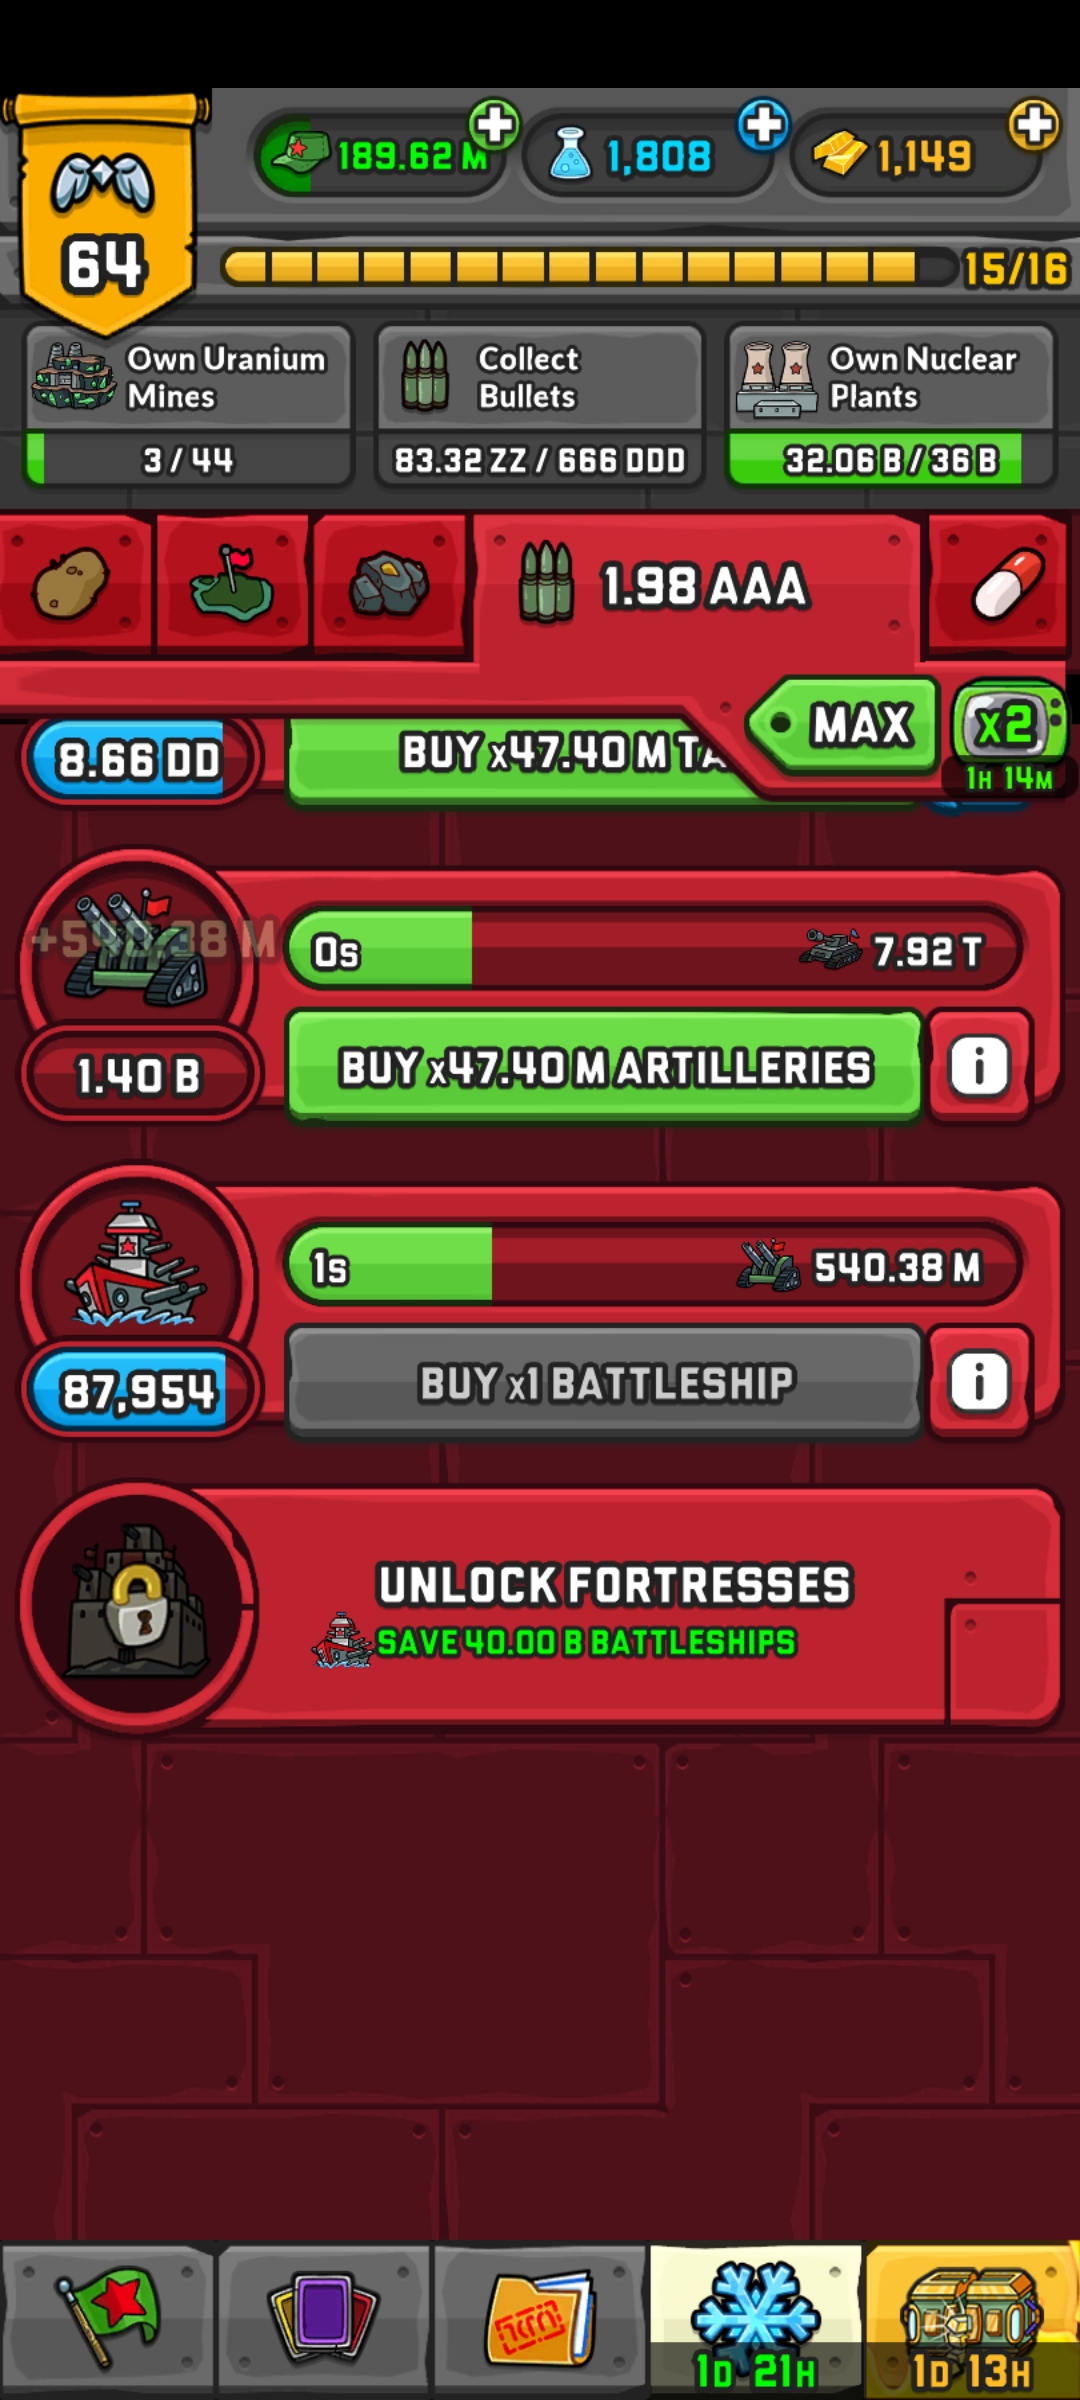 189.62 M
1,808
1,149
64
15/16
Own Uranium
Mines
3 / 44
Collect
Bullets
83.32 ZZ / 666 DDD
Own Nuclear
Plants
32.06 B / 36 B
1.98 AAA
MAX
x2
1H 14M
8.66 DD
BUY x47.40 M TA
+540.38 M
0s
7.92 T
1.40 B
BUY x47.40 M ARTILLERIES
i
1s
540.38 M
87,954
BUY x1 BATTLESHIP
i
UNLOCK FORTRESSES
SAVE 40.00 B BATTLESHIPS
1D 21H
1D 13H